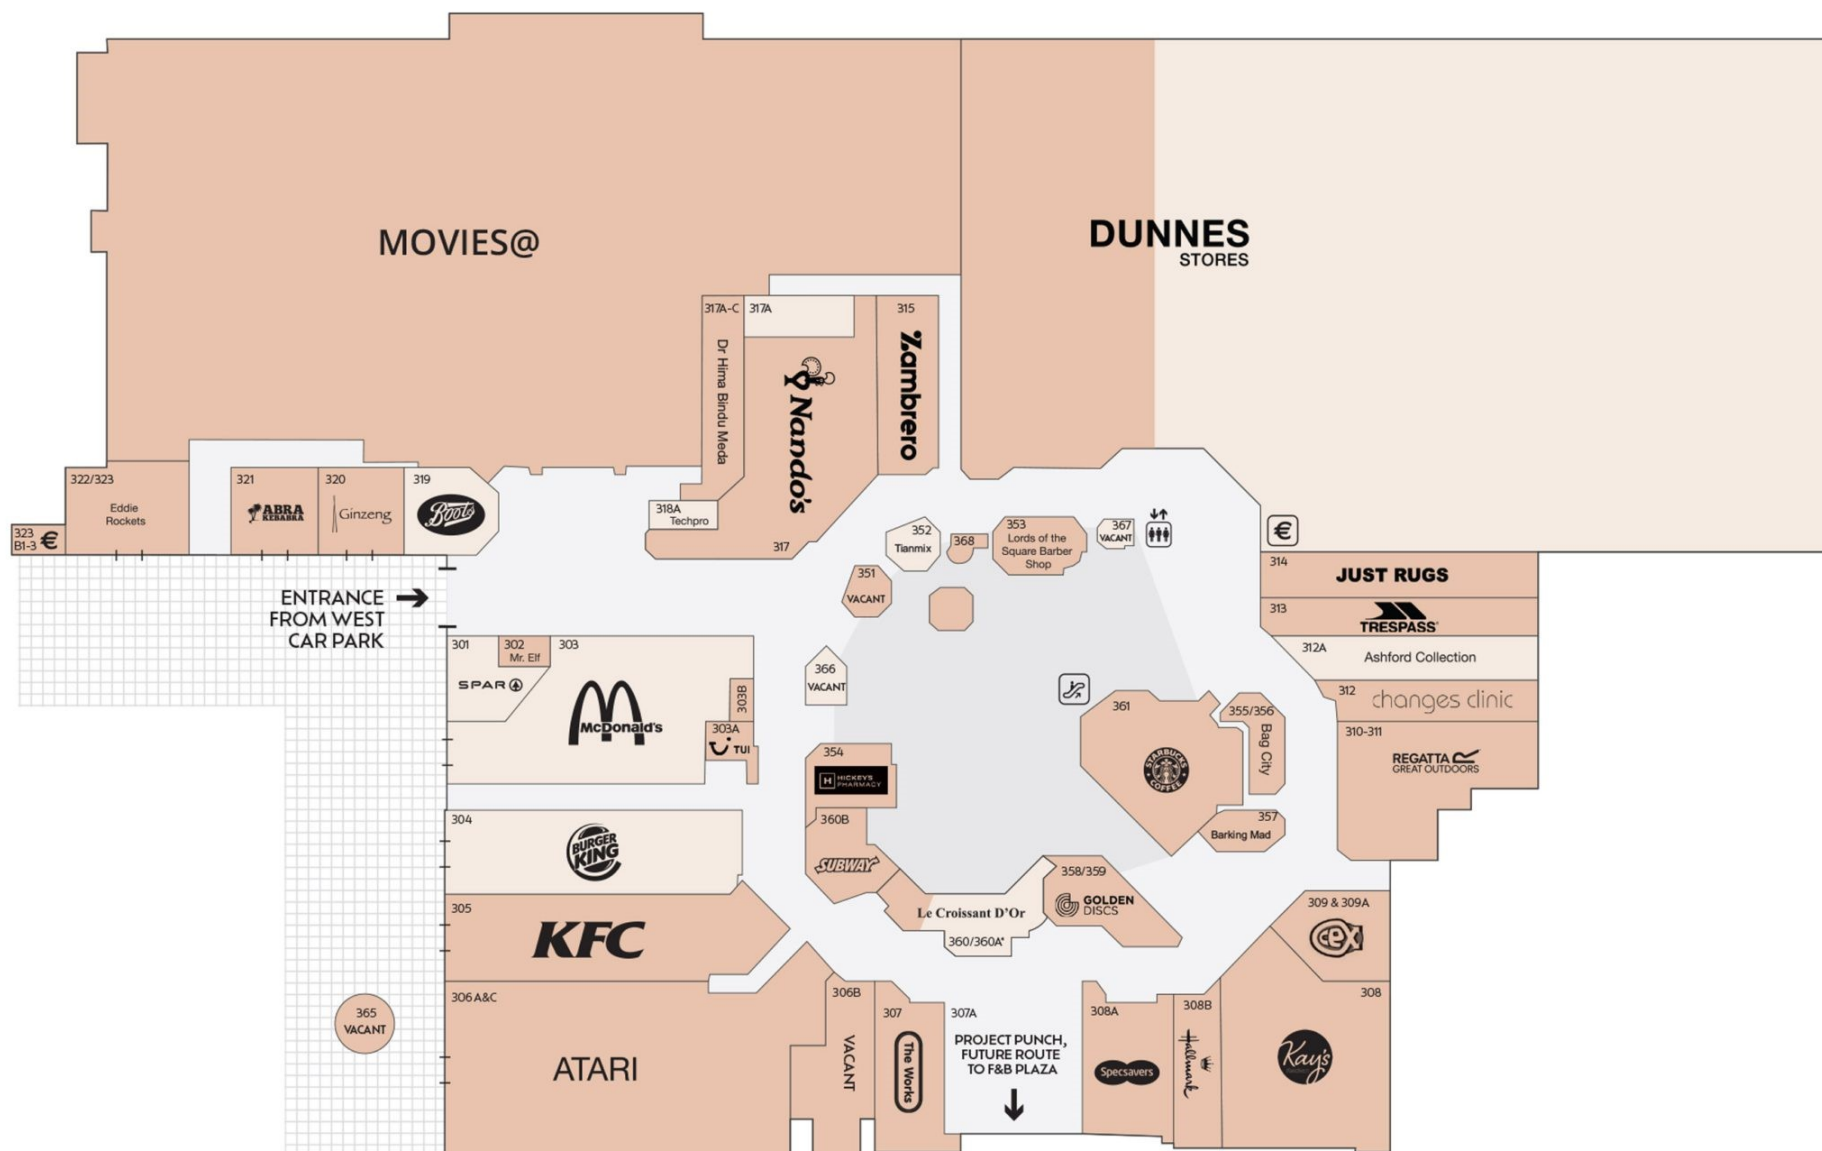 MOVIES@
DUNNES
STORES
317A-C
Dr Hima Bindu Meda
317A
Nando's
317
315
Zambrero
318A
Techpro
322/323
Eddie
Rockets
323
B1-3 €
321
ABRA
KEBABRA
320
Ginzeng
319
Boots
ENTRANCE
FROM WEST
CAR PARK
352
Tianmix
368
353
Lords of the
Square Barber
Shop
367
VACANT
€
351
VACANT
366
VACANT
314
JUST RUGS
313
TRESPASS
312A
Ashford Collection
312
changes clinic
310-311
REGATTA
GREAT OUTDOORS
301
SPAR
302
Mr. Elf
303
McDonald's
303B
303A
TUI
354
H HICKEY'S
PHARMACY
360B
SUBWAY
361
STARBUCKS
COFFEE
355/356
Bag City
357
Barking Mad
358/359
GOLDEN
DISCS
Le Croissant D'Or
360/360A*
304
BURGER
KING
305
KFC
306A&C
ATARI
306B
VACANT
307
The Works
307A
PROJECT PUNCH,
FUTURE ROUTE
TO F&B PLAZA
308A
Specsavers
308B
Hallmark
308
Kay's
309 & 309A
cex
365
VACANT